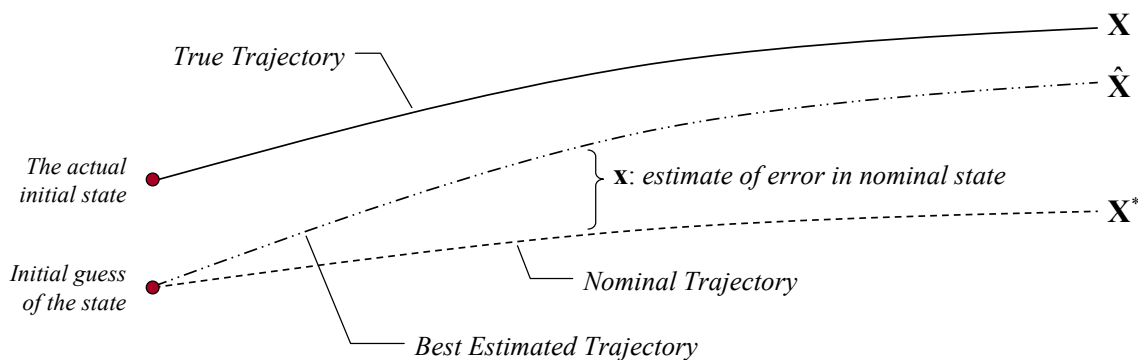 X
True Trajectory
X̂
The actual
initial state
x: estimate of error in nominal state
X*
Initial guess
of the state
Nominal Trajectory
Best Estimated Trajectory